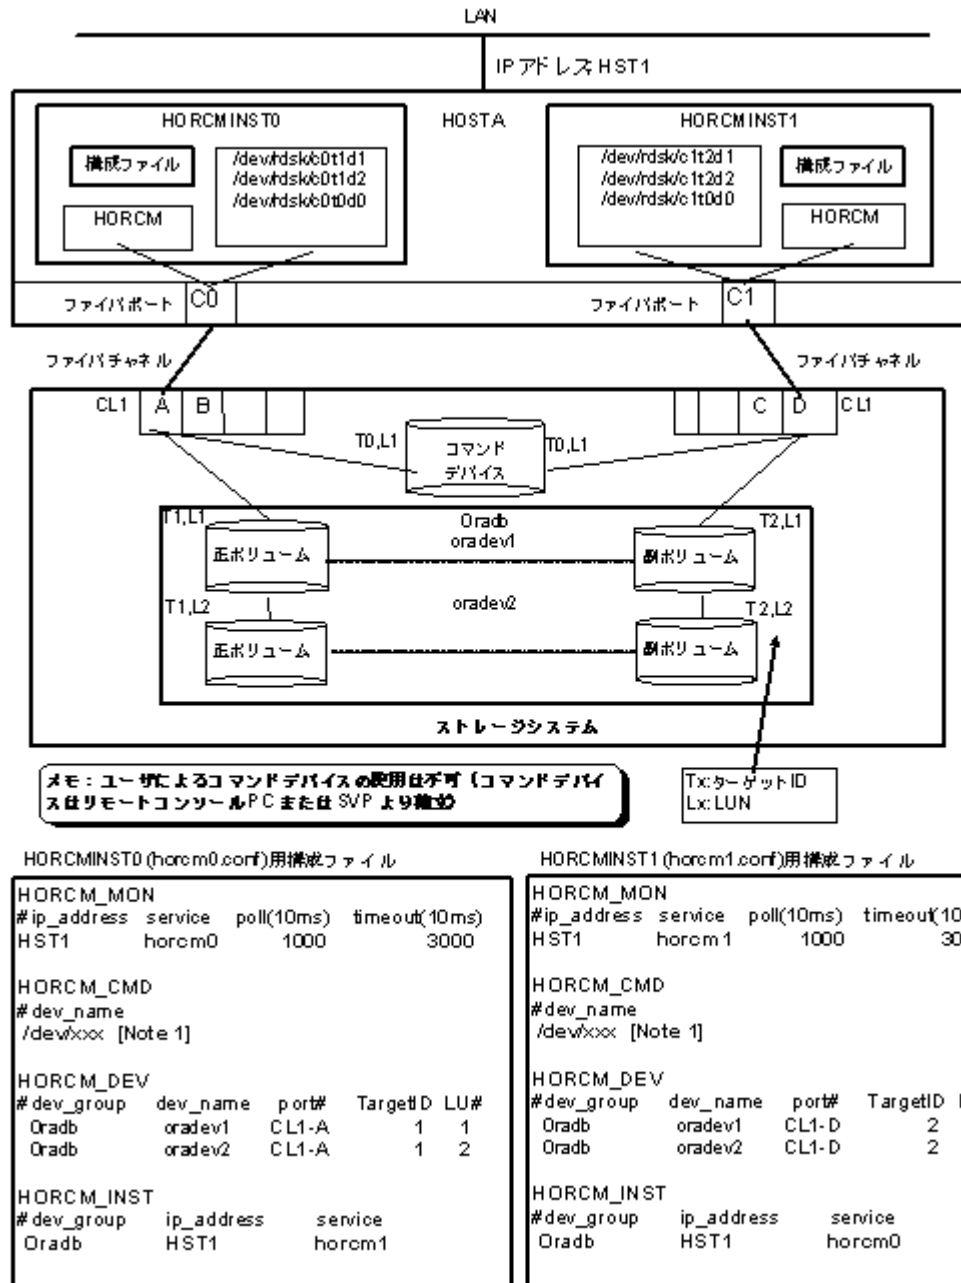 LAN
IPアドレス HST1
HORCMINST0
HOSTA
HORCMINST1
構成ファイル
/dev/rdsk/c0t1d1
/dev/rdsk/c0t1d2
/dev/rdsk/c0t0d0
HORCM
/dev/rdsk/c1t2d1
/dev/rdsk/c1t2d2
/dev/rdsk/c1t0d0
構成ファイル
HORCM
ファイバポート
C0
ファイバポート
C1
ファイバチャネル
ファイバチャネル
CL1
A
B
C
D
CL1
T0,L1
コマンド
デバイス
T0,L1
T1,L1
Oradb
oradev1
T2,L1
正ボリューム
副ボリューム
T1,L2
oradev2
T2,L2
正ボリューム
副ボリューム
ストレージシステム
メモ：ユーザによるコマンドデバイスの使用は不可（コマンドデバイ
スはリモートコンソールPCまたはSVPより
Tx:ターゲットID
Lx:LUN
HORCMINST0(horcm0.conf)用構成ファイル
HORCM_MON
#ip_address service poll(10ms) timeout(10ms)
HST1 horcm0 1000 3000
HORCM_CMD
#dev_name
/dev/xxx [Note 1]
HORCM_DEV
#dev_group dev_name port# TargetID LU#
Oradb oradev1 CL1-A 1 1
Oradb oradev2 CL1-A 1 2
HORCM_INST
#dev_group ip_address service
Oradb HST1 horcm1
HORCMINST1(horcm1.conf)用構成ファイル
HORCM_MON
#ip_address service poll(10ms) timeout(10
HST1 horcm1 1000 30
HORCM_CMD
#dev_name
/dev/xxx [Note 1]
HORCM_DEV
#dev_group dev_name port# TargetID
Oradb oradev1 CL1-D 2
Oradb oradev2 CL1-D 2
HORCM_INST
#dev_group ip_address service
Oradb HST1 horcm0